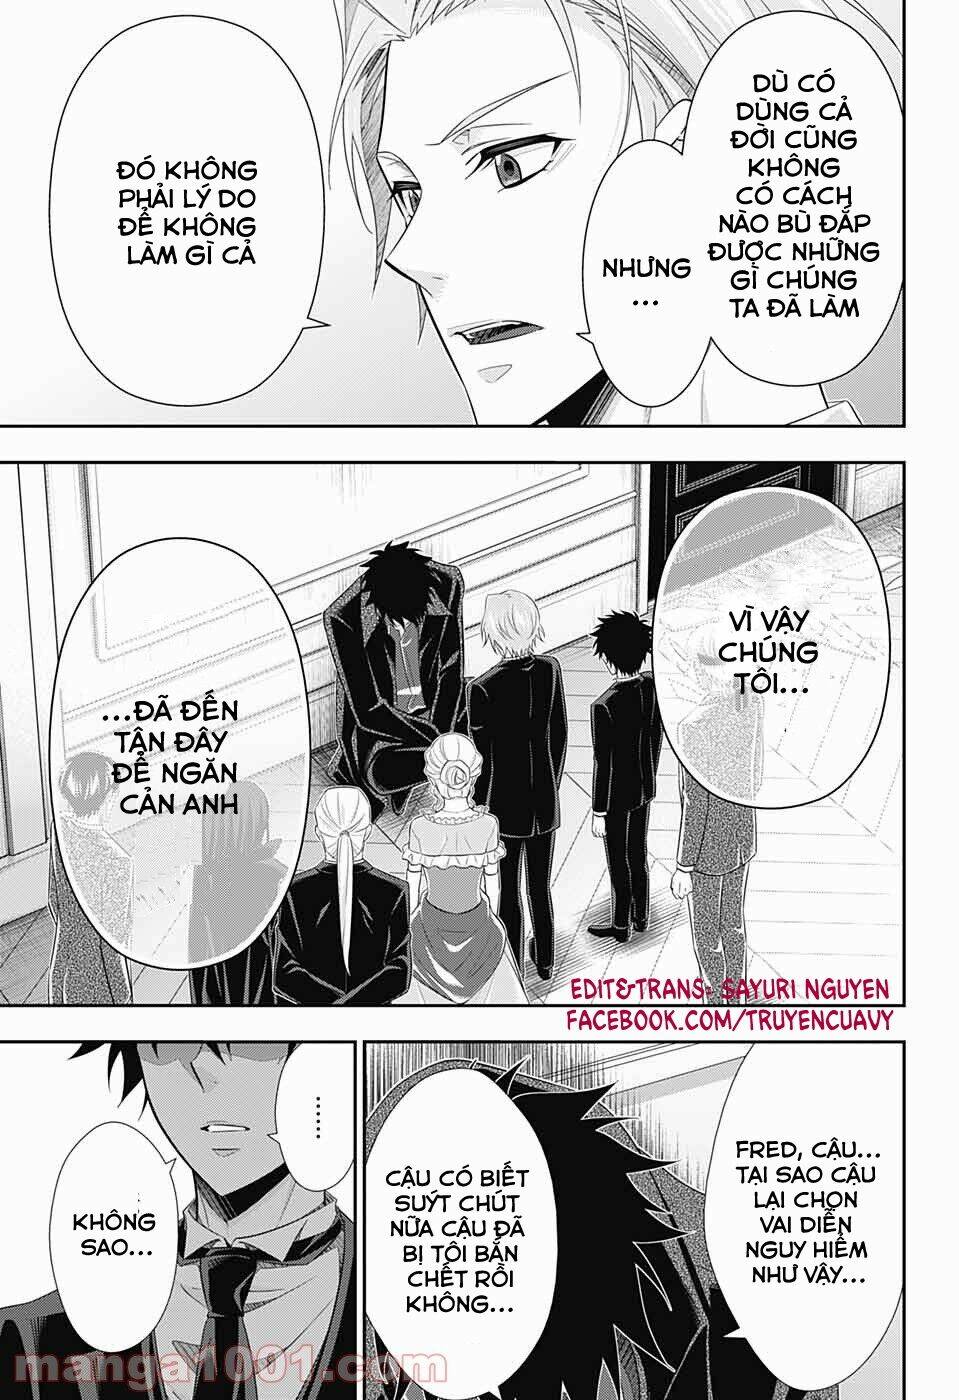 DÙ CÓ
DÙNG CẢ
ĐỜI CŨNG
KHÔNG
CÓ CÁCH
NÀO BÙ ĐẮP
ĐƯỢC NHỮNG
GÌ CHÚNG
TA ĐÃ LÀM
NHƯNG
...
ĐÓ KHÔNG
PHẢI LÝ DO
ĐỂ KHÔNG
LÀM GÌ CẢ
VÌ VẬY
CHÚNG
TÔI...
...ĐÃ ĐẾN
TẬN ĐÂY
ĐỂ NGĂN
CẢN ANH
EDIT&TRANS= SAYURI NGUYEN
FACEBOOK.COM/TRUYENCUAVY
FRED, CẬU...
TẠI SAO CẬU
LẠI CHỌN
VAI DIỄN
NGUY HIỂM
NHƯ VẬY...
CẬU CÓ BIẾT
SUÝT CHÚT
NỮA CẬU ĐÃ
BỊ TÔI BẮN
CHẾT RỒI
KHÔNG...
......
KHÔNG
SAO...
manga1001.com